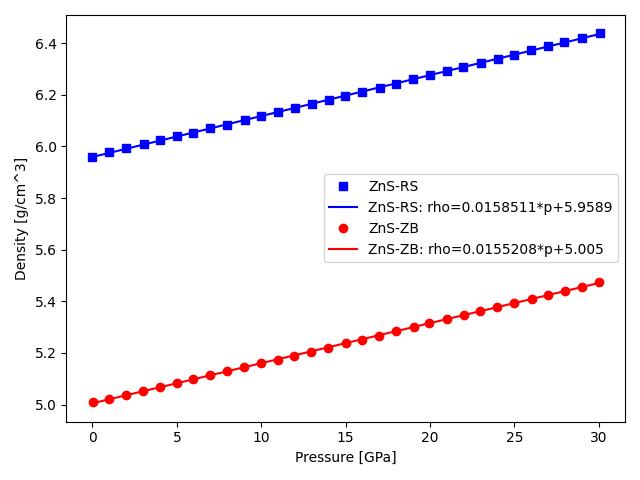 6.4
6.2
6.0
5.8
5.6
5.4
5.2
5.0
Density [g/cm^3]
ZnS-RS
ZnS-RS: rho=0.0158511*p+5.9589
ZnS-ZB
ZnS-ZB: rho=0.0155208*p+5.005
0 5 10 15 20 25 30
Pressure [GPa]